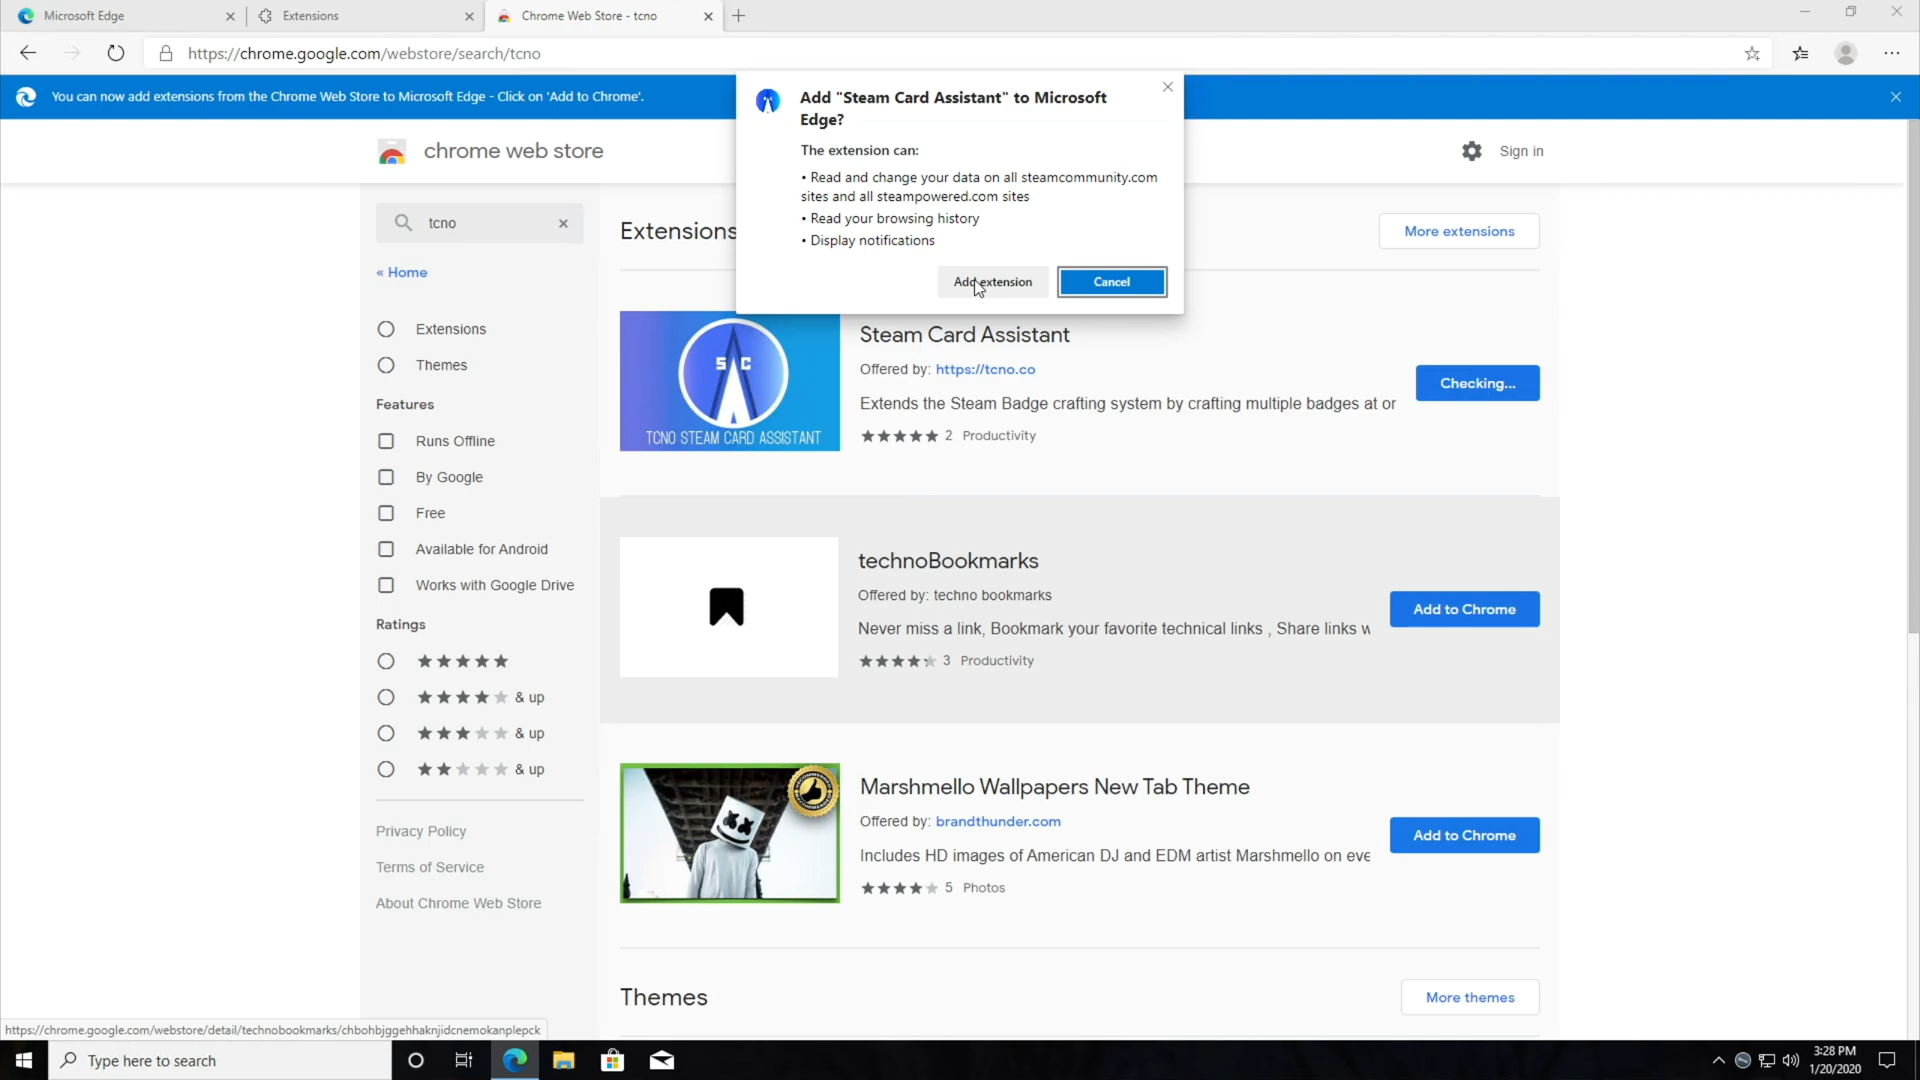 Microsoft Edge
Extensions
Chrome Web Store - tcno
https://chrome.google.com/webstore/search/tcno
You can now add extensions from the Chrome Web Store to Microsoft Edge - Click on 'Add to Chrome'.
Add "Steam Card Assistant" to Microsoft
Edge?
The extension can:
• Read and change your data on all steamcommunity.com
sites and all steampowered.com sites
• Read your browsing history
• Display notifications
Add extension
Cancel
chrome web store
Sign in
tcno
« Home
Extensions
Themes
Features
Runs Offline
By Google
Free
Available for Android
Works with Google Drive
Ratings
& up
& up
& up
Privacy Policy
Terms of Service
About Chrome Web Store
Extensions
More extensions
S C
TCNO STEAM CARD ASSISTANT
Steam Card Assistant
Offered by: https://tcno.co
Extends the Steam Badge crafting system by crafting multiple badges at or
2 Productivity
Checking...
technoBookmarks
Offered by: techno bookmarks
Never miss a link, Bookmark your favorite technical links , Share links w
3 Productivity
Add to Chrome
Marshmello Wallpapers New Tab Theme
Offered by: brandthunder.com
Includes HD images of American DJ and EDM artist Marshmello on eve
5 Photos
Add to Chrome
Themes
More themes
https://chrome.google.com/webstore/detail/technobookmarks/chbohbjggehhaknjidcnemokanplepck
Type here to search
3:28 PM
1/20/2020